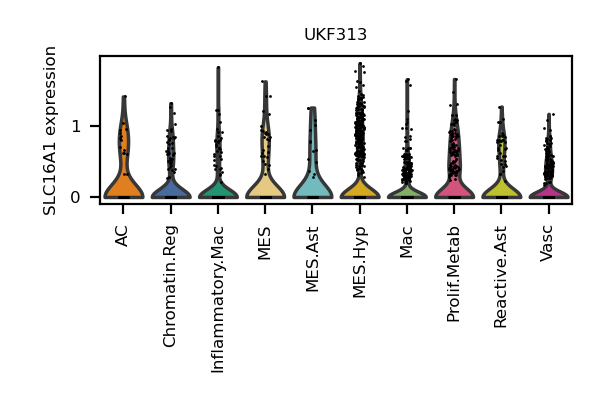 UKF313
SLC16A1 expression
1
0
AC
Chromatin.Reg
Inflammatory.Mac
MES
MES.Ast
MES.Hyp
Mac
Prolif.Metab
Reactive.Ast
Vasc